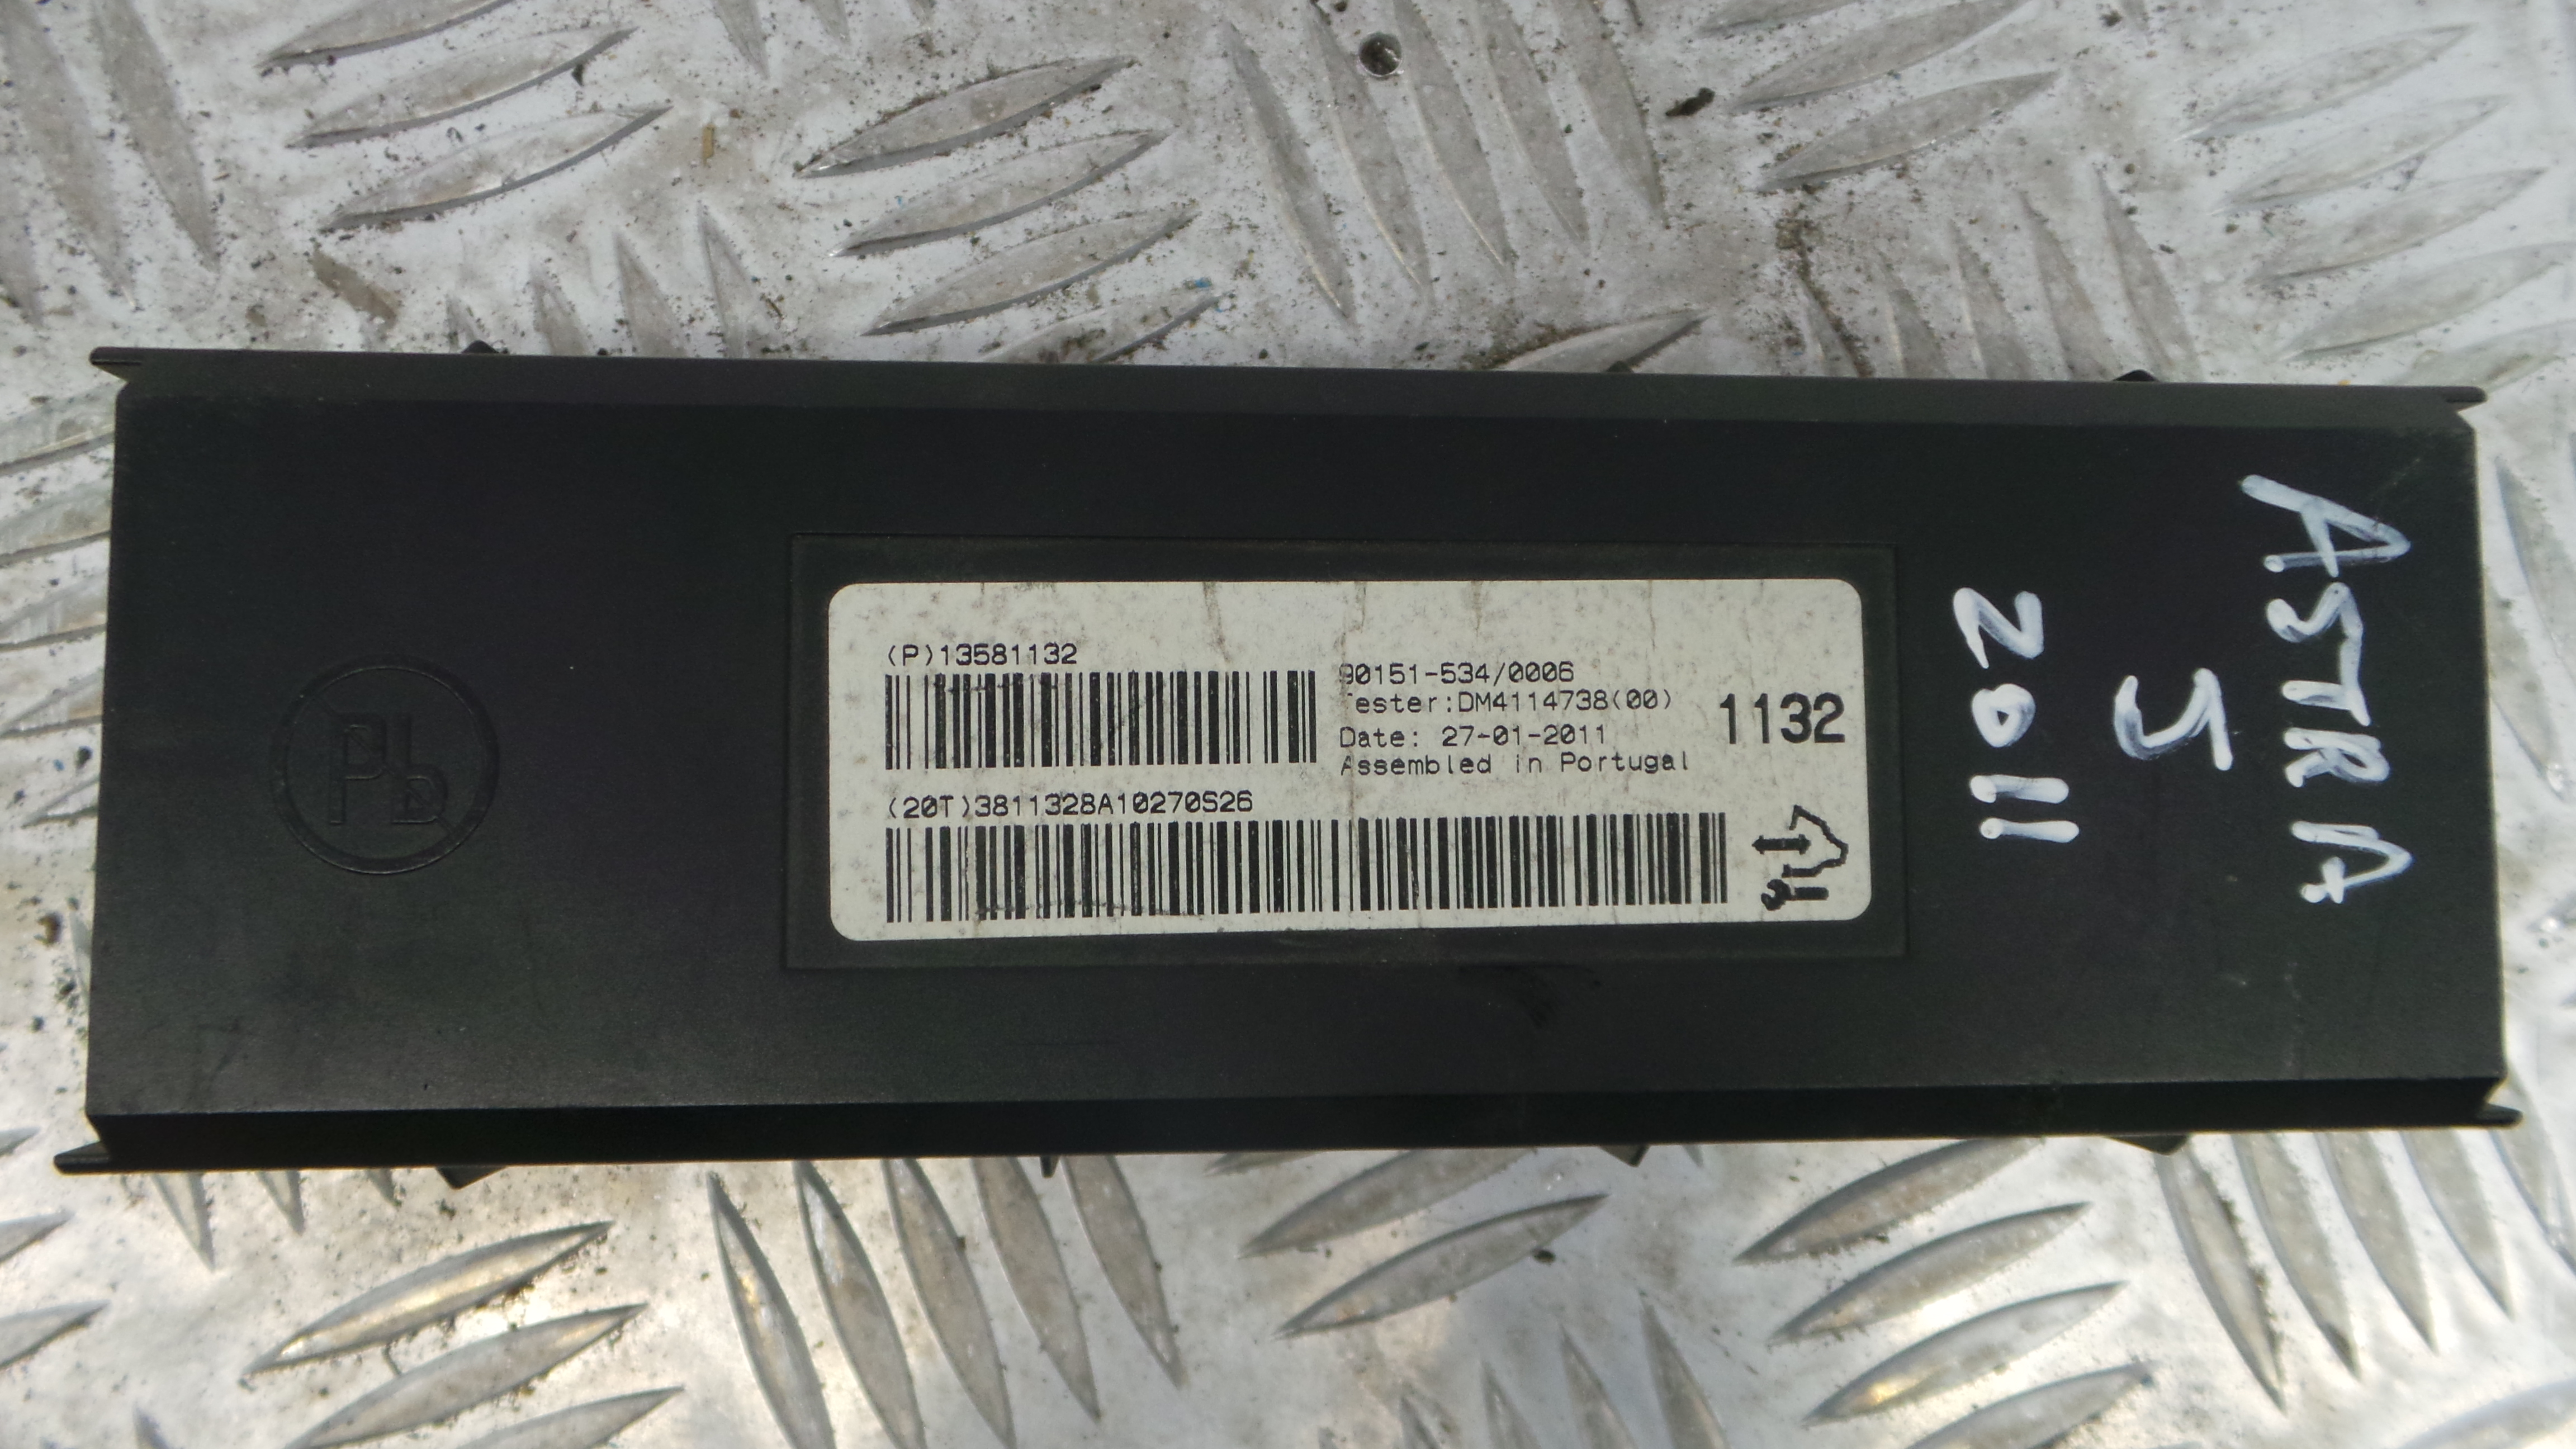 Pb
(P)13581132
90151-534/0006
Tester:DM4114738(00)
Date: 27-01-2011
Assembled in Portugal
1132
(20T)3811328A10270S26
ASTRA
5
2011